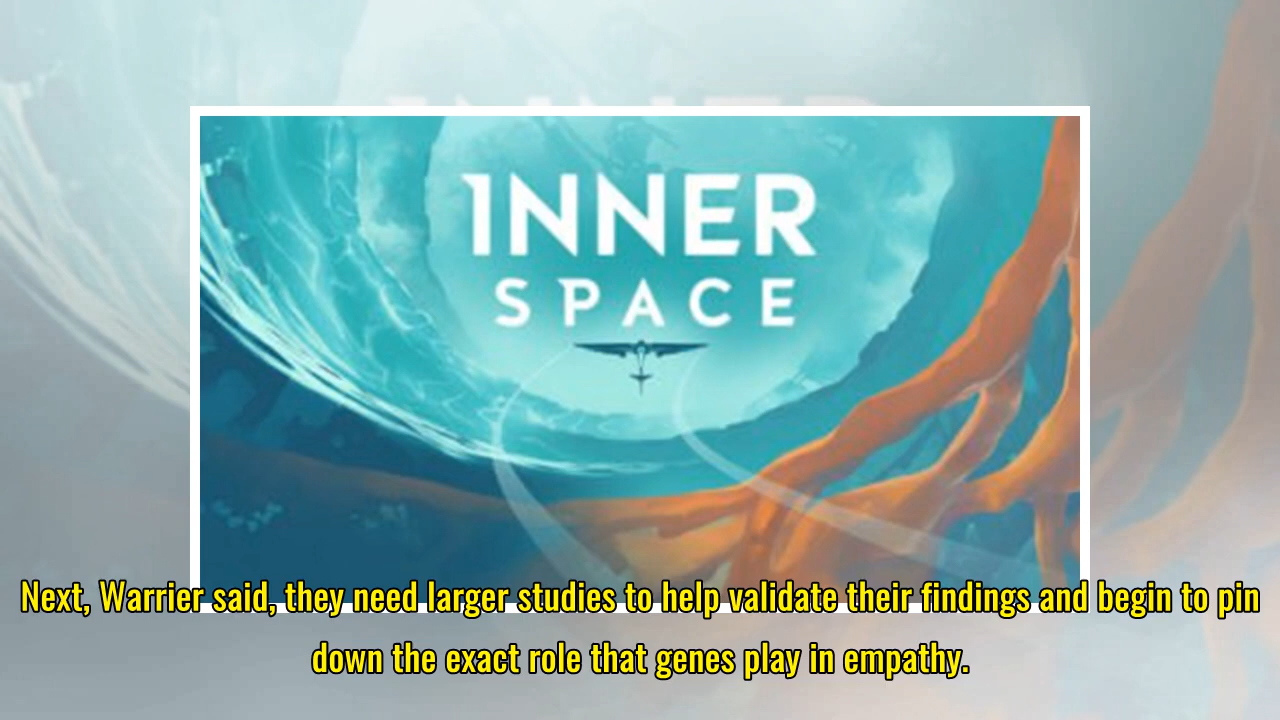 INNER
SPACE
Next, Warrier said, they need larger studies to help validate their findings and begin to pin
down the exact role that genes play in empathy.